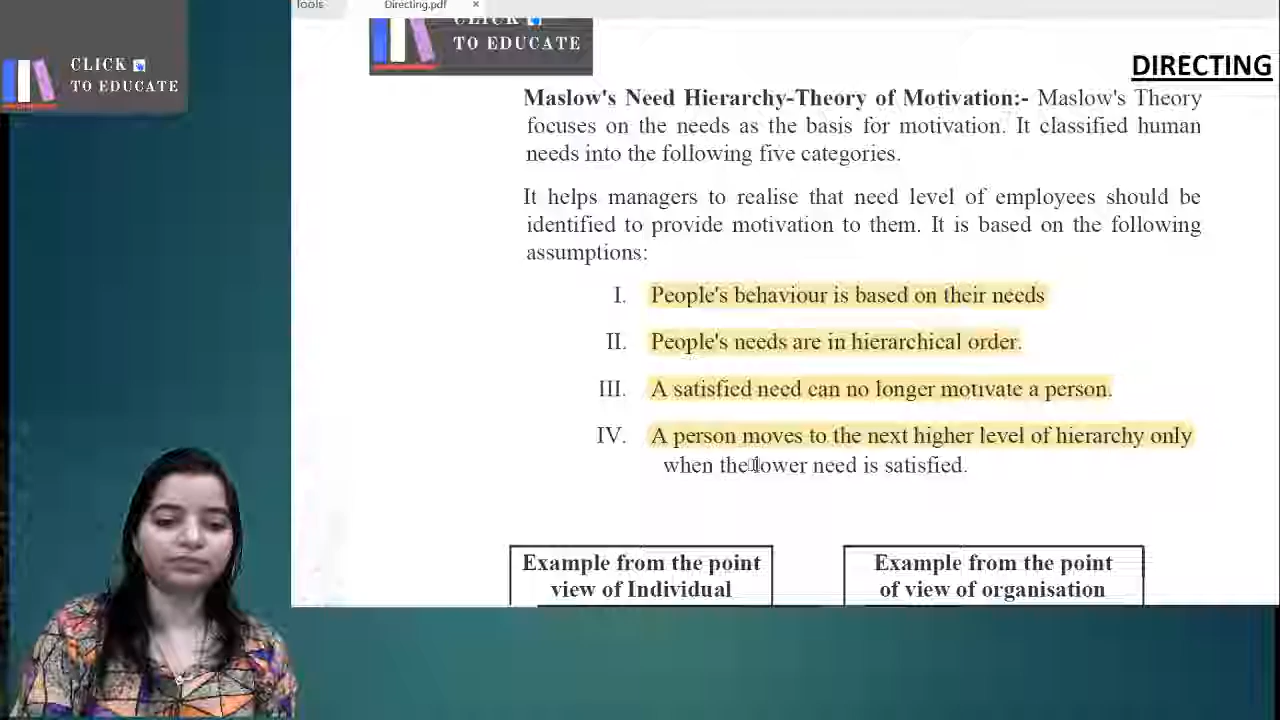 Tools
Directing.pdf ×
CLICK
TO EDUCATE
CLICK
TO EDUCATE
DIRECTING
Maslow's Need Hierarchy-Theory of Motivation:- Maslow's Theory
focuses on the needs as the basis for motivation. It classified human
needs into the following five categories.
It helps managers to realise that need level of employees should be
identified to provide motivation to them. It is based on the following
assumptions:
I. People's behaviour is based on their needs
II. People's needs are in hierarchical order.
III. A satisfied need can no longer motivate a person.
IV. A person moves to the next higher level of hierarchy only
when the lower need is satisfied.
Example from the point
view of Individual
Example from the point
of view of organisation